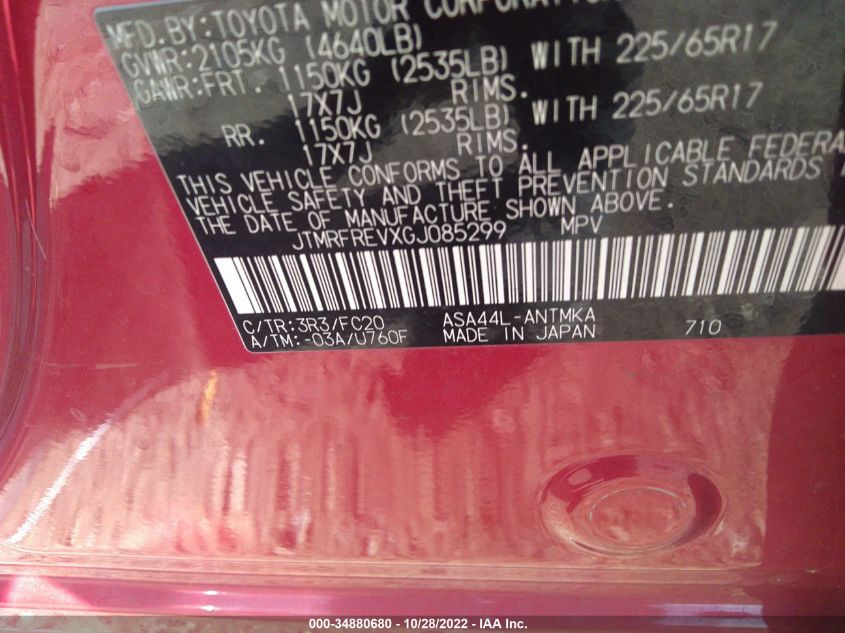 MFD.BY:TOYOTA MOTOR CORPORATION
GVWR:2105KG (4640LB)
GAWR:FRT. 1150KG (2535LB) WITH 225/65R17
17X7J RIMS.
RR. 1150KG (2535LB) WITH 225/65R17
17X7J RIMS.
THIS VEHICLE CONFORMS TO ALL APPLICABLE FEDERA
VEHICLE SAFETY AND THEFT PREVENTION STANDARDS
THE DATE OF MANUFACTURE SHOWN ABOVE.
JTMRFREVXGJ085299 MPV
C/TR:3R3/FC20 ASA44L-ANTMKA
A/TM:-03A/U760F MADE IN JAPAN 710
000-34880680 - 10/28/2022 - IAA Inc.